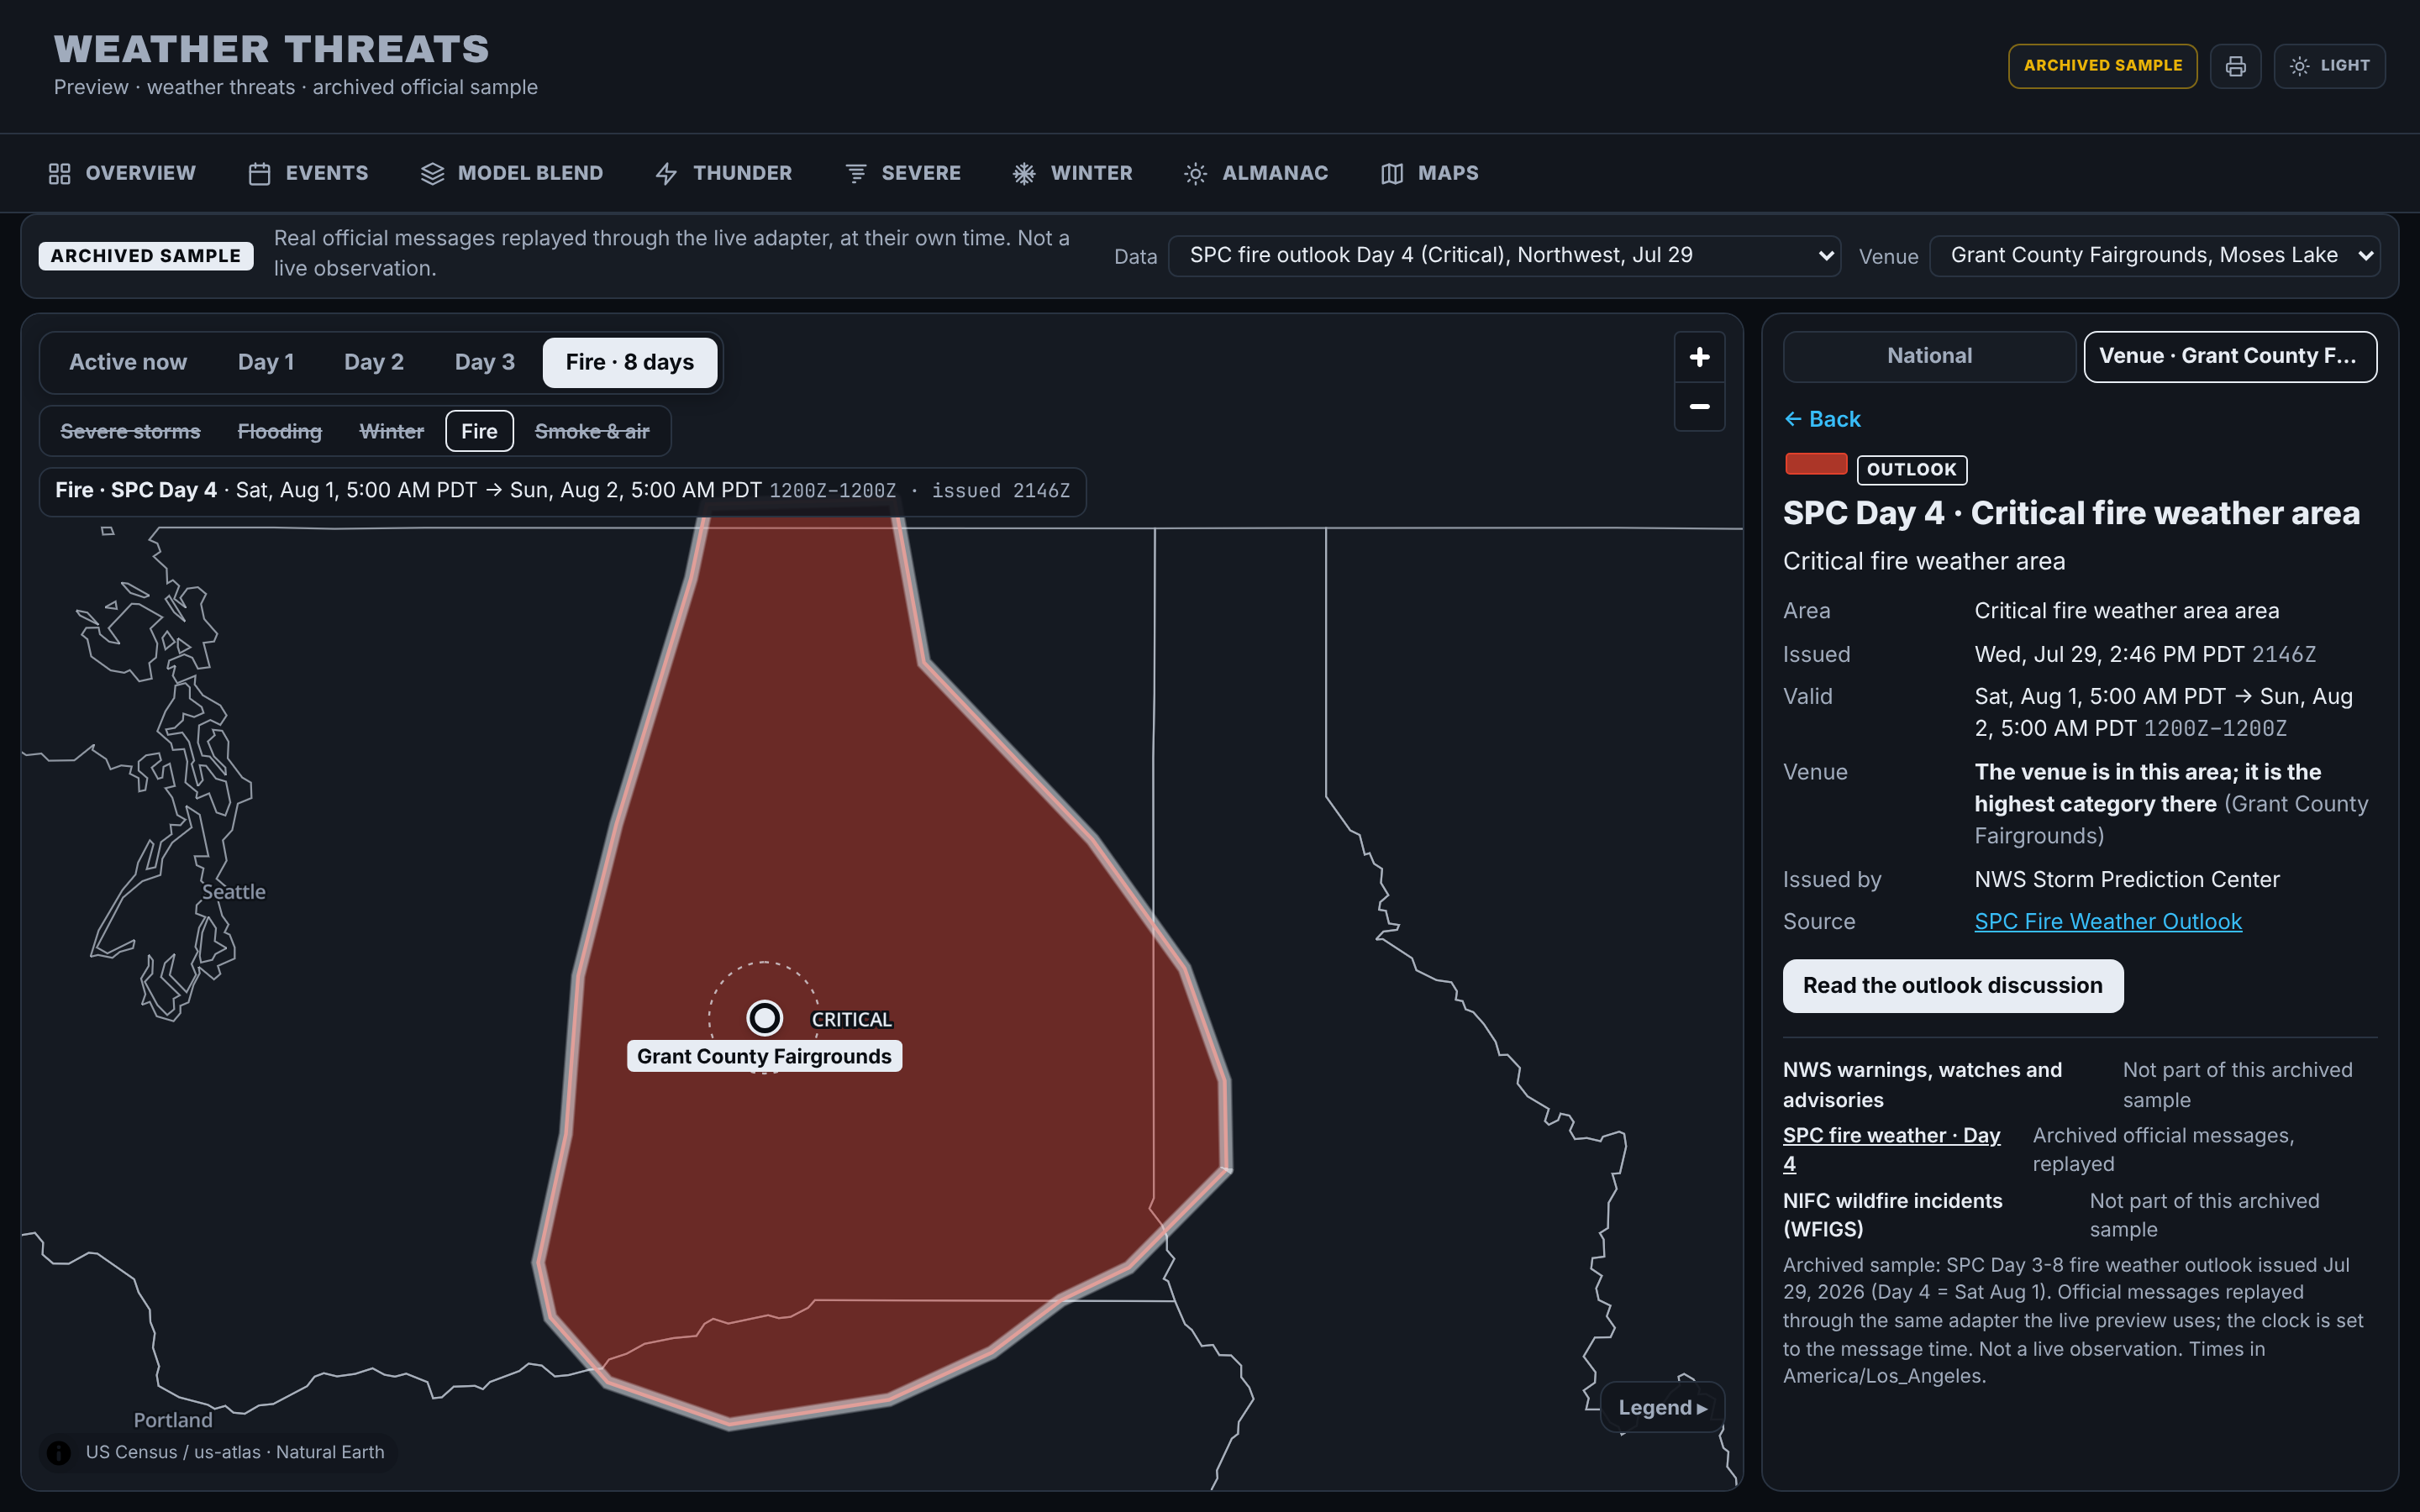 WEATHER THREATS
Preview · weather threats · archived official sample
ARCHIVED SAMPLE
LIGHT
OVERVIEW
EVENTS
MODEL BLEND
THUNDER
SEVERE
WINTER
ALMANAC
MAPS
ARCHIVED SAMPLE
Real official messages replayed through the live adapter, at their own time. Not a
live observation.
Data
SPC fire outlook Day 4 (Critical), Northwest, Jul 29
Venue
Grant County Fairgrounds, Moses Lake
Active now
Day 1
Day 2
Day 3
Fire · 8 days
Severe storms
Flooding
Winter
Fire
Smoke & air
Fire · SPC Day 4 · Sat, Aug 1, 5:00 AM PDT → Sun, Aug 2, 5:00 AM PDT 1200Z–1200Z · issued 2146Z
+
−
Seattle
CRITICAL
Grant County Fairgrounds
Portland
Legend ▸
US Census / us-atlas · Natural Earth
National
Venue · Grant County F...
← Back
OUTLOOK
SPC Day 4 · Critical fire weather area
Critical fire weather area
Area
Critical fire weather area area
Issued
Wed, Jul 29, 2:46 PM PDT 2146Z
Valid
Sat, Aug 1, 5:00 AM PDT → Sun, Aug
2, 5:00 AM PDT 1200Z–1200Z
Venue
The venue is in this area; it is the
highest category there (Grant County
Fairgrounds)
Issued by
NWS Storm Prediction Center
Source
SPC Fire Weather Outlook
Read the outlook discussion
NWS warnings, watches and
advisories
Not part of this archived
sample
SPC fire weather · Day
4
Archived official messages,
replayed
NIFC wildfire incidents
(WFIGS)
Not part of this archived
sample
Archived sample: SPC Day 3-8 fire weather outlook issued Jul
29, 2026 (Day 4 = Sat Aug 1). Official messages replayed
through the same adapter the live preview uses; the clock is set
to the message time. Not a live observation. Times in
America/Los_Angeles.